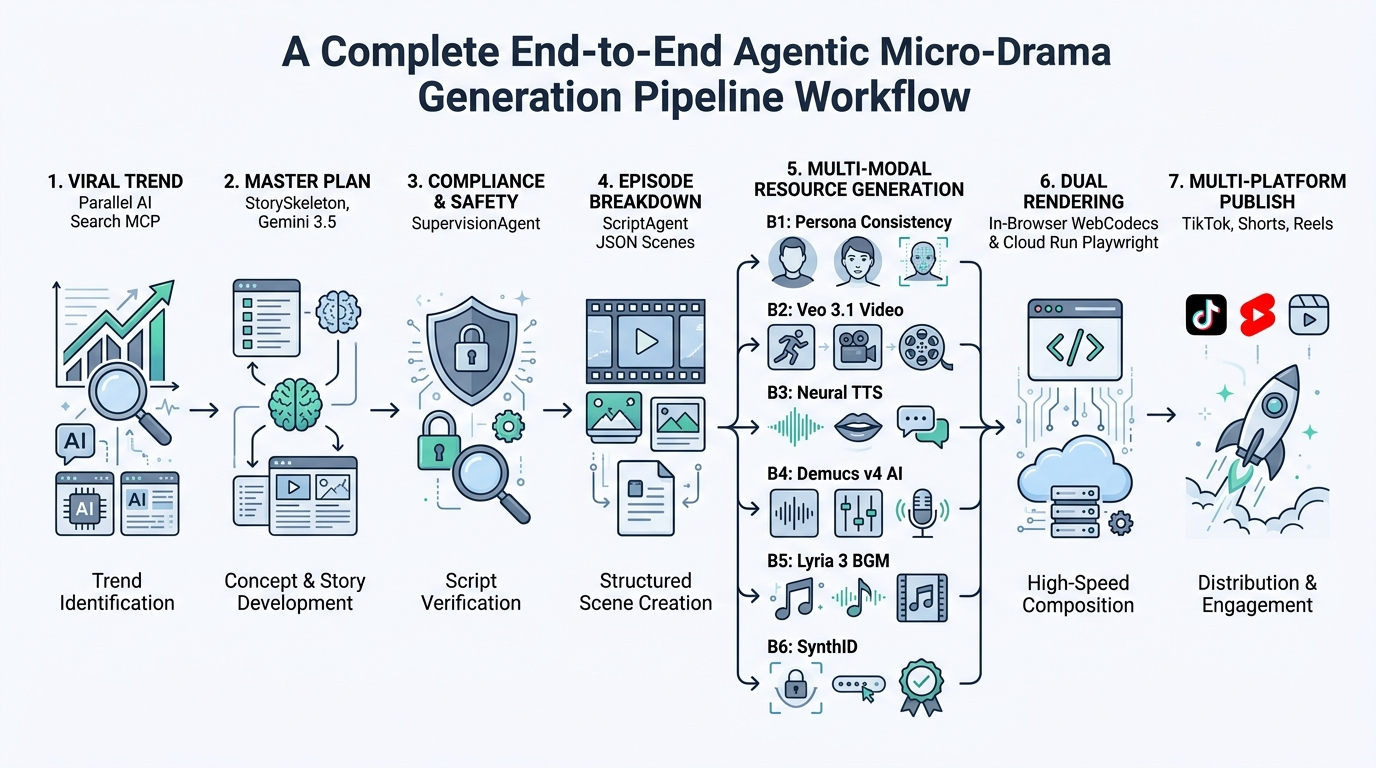 A Complete End-to-End Agentic Micro-Drama
Generation Pipeline Workflow
1. VIRAL TREND
Parallel AI
Search MCP
AI
AI
AI
Trend
Identification
2. MASTER PLAN
StorySkeleton,
Gemini 3.5
Concept & Story
Development
3. COMPLIANCE
& SAFETY
SupervisionAgent
Script
Verification
4. EPISODE
BREAKDOWN
ScriptAgent
JSON Scenes
Structured
Scene Creation
5. MULTI-MODAL
RESOURCE GENERATION
B1: Persona Consistency
B2: Veo 3.1 Video
B3: Neural TTS
B4: Demucs v4 AI
B5: Lyria 3 BGM
B6: SynthID
6. DUAL
RENDERING
In-Browser WebCodecs
& Cloud Run Playwright
</>
High-Speed
Composition
7. MULTI-PLATFORM
PUBLISH
TikTok, Shorts, Reels
Distribution &
Engagement